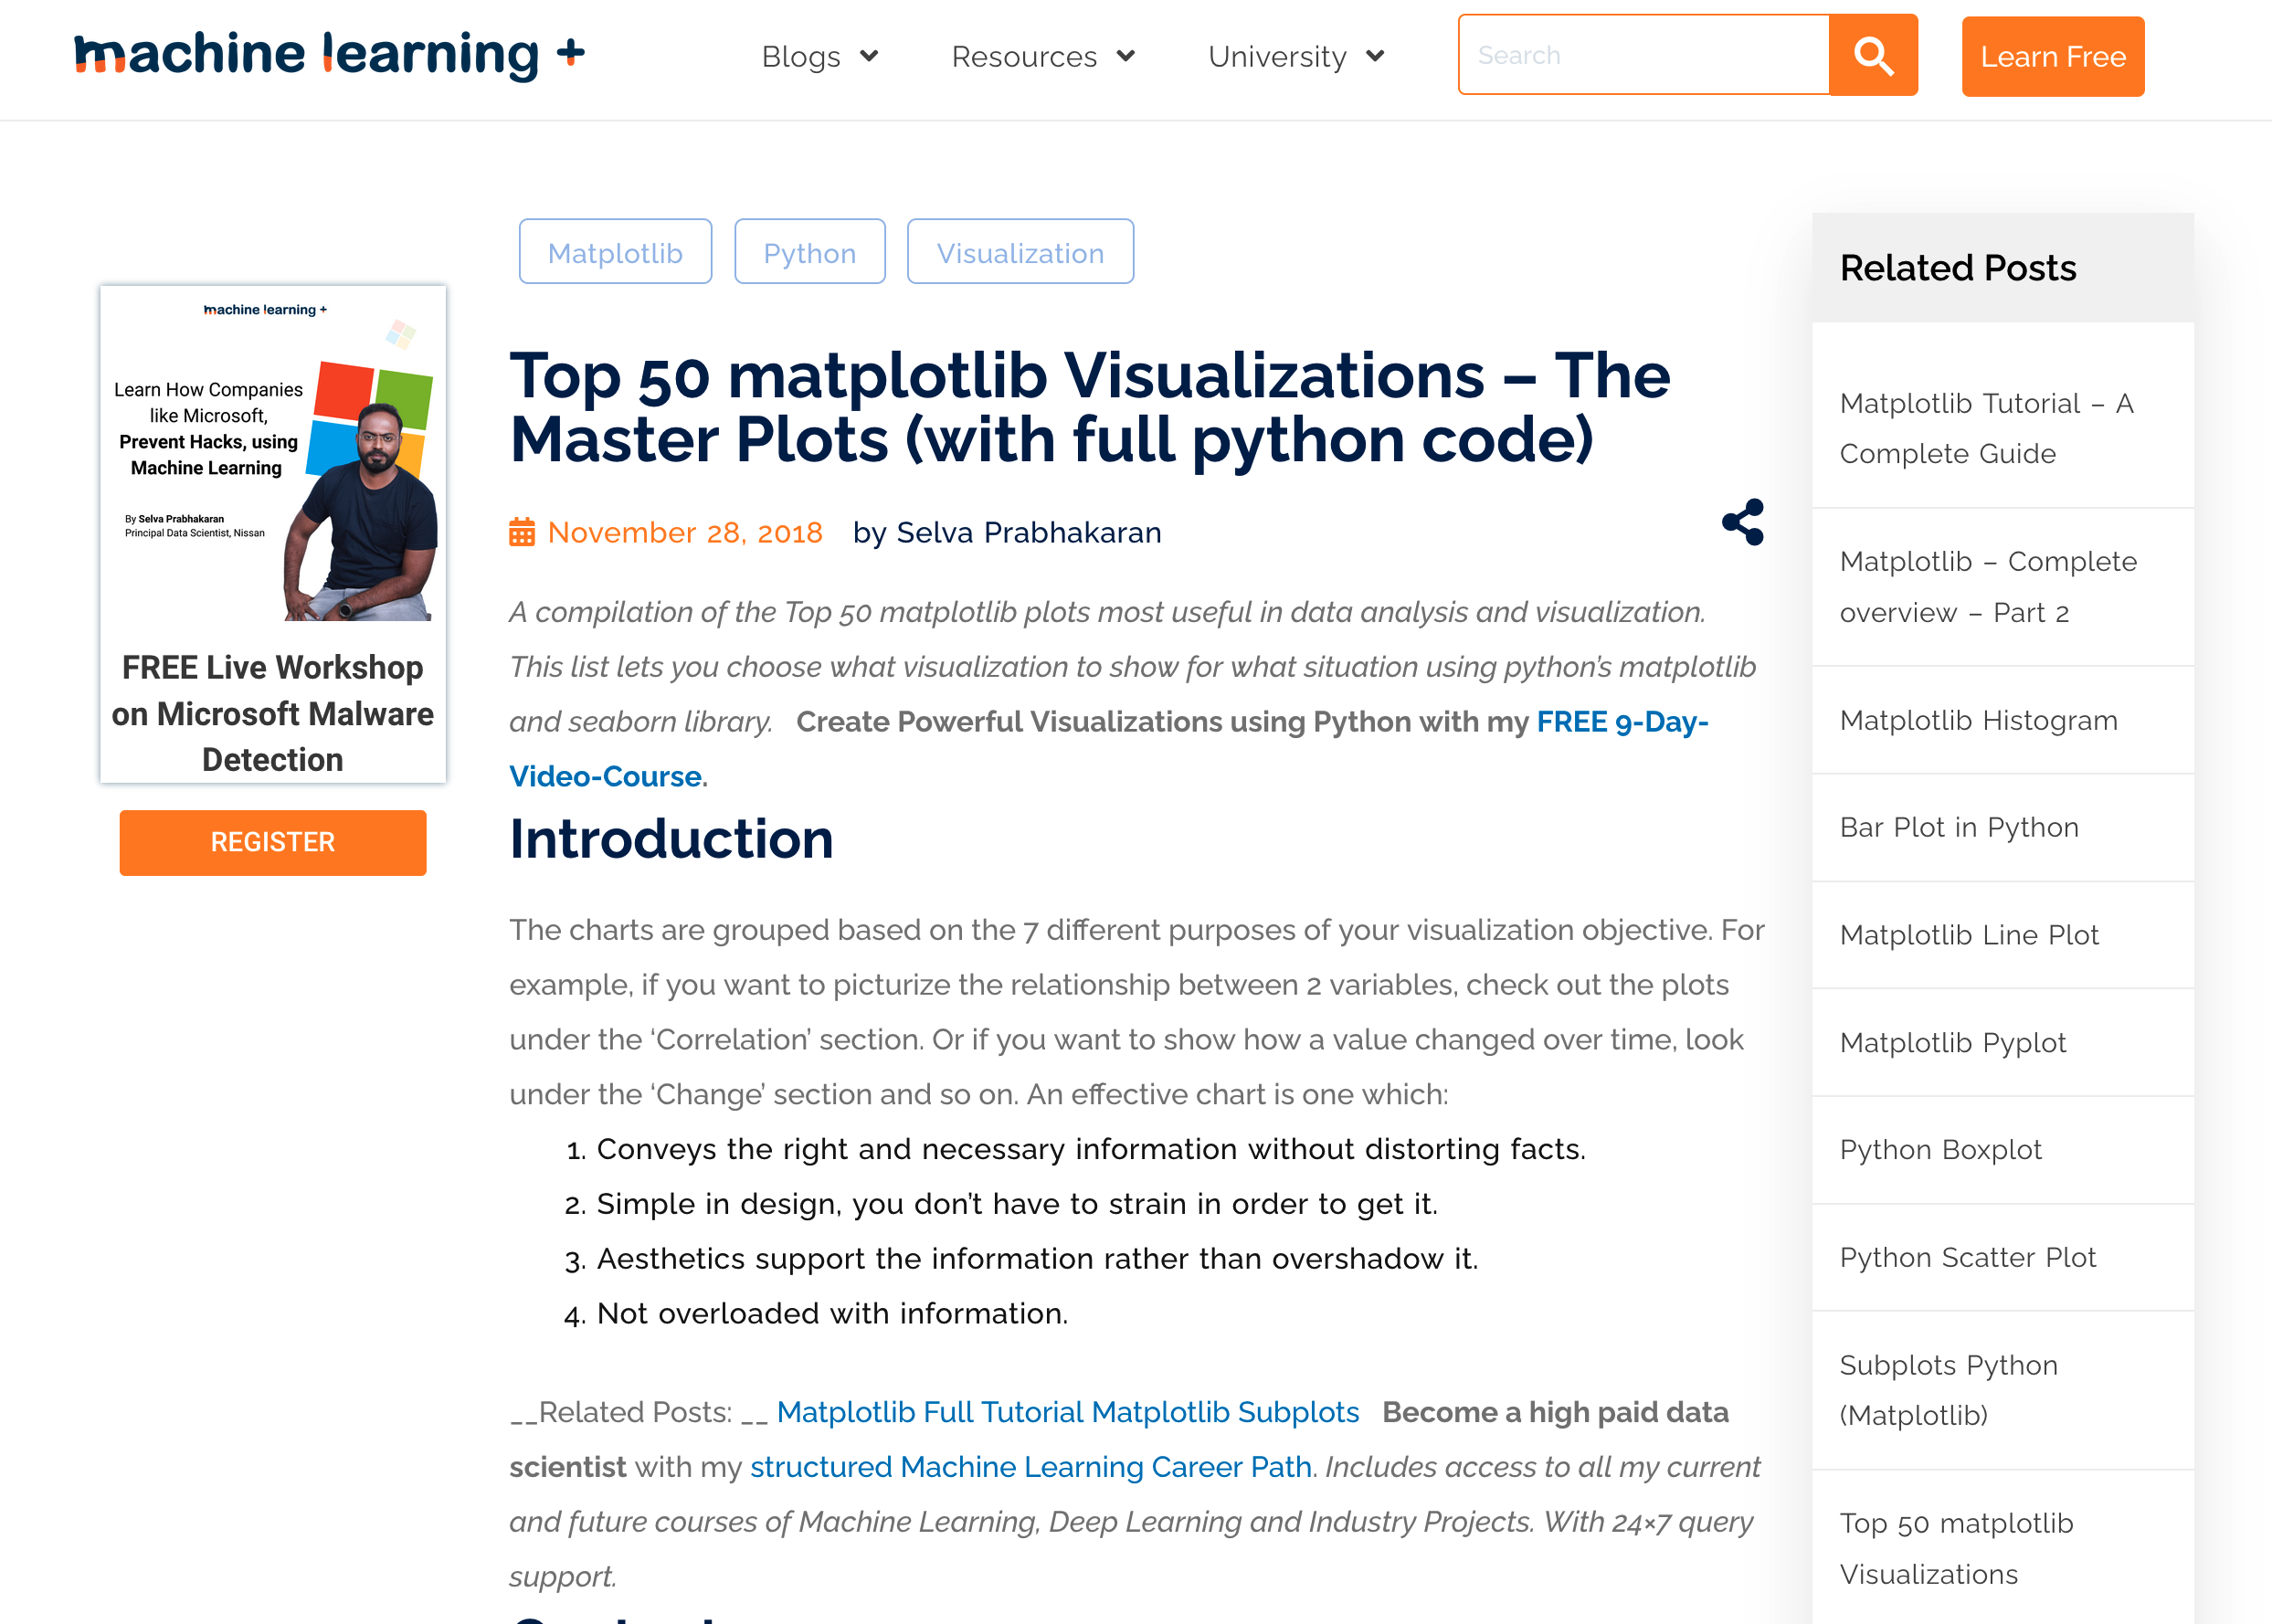 machine learning +
Blogs
Resources
University
Search
Learn Free
Matplotlib
Python
Visualization
machine learning +
Learn How Companies
like Microsoft,
Prevent Hacks, using
Machine Learning
By Selva Prabhakaran
Principal Data Scientist, Nissan
FREE Live Workshop
on Microsoft Malware
Detection
REGISTER
Top 50 matplotlib Visualizations – The
Master Plots (with full python code)
November 28, 2018 by Selva Prabhakaran
A compilation of the Top 50 matplotlib plots most useful in data analysis and visualization.
This list lets you choose what visualization to show for what situation using python’s matplotlib
and seaborn library. Create Powerful Visualizations using Python with my FREE 9-Day-
Video-Course.
Introduction
The charts are grouped based on the 7 different purposes of your visualization objective. For
example, if you want to picturize the relationship between 2 variables, check out the plots
under the ‘Correlation’ section. Or if you want to show how a value changed over time, look
under the ‘Change’ section and so on. An effective chart is one which:
1. Conveys the right and necessary information without distorting facts.
2. Simple in design, you don’t have to strain in order to get it.
3. Aesthetics support the information rather than overshadow it.
4. Not overloaded with information.
__Related Posts: __ Matplotlib Full Tutorial Matplotlib Subplots Become a high paid data
scientist with my structured Machine Learning Career Path. Includes access to all my current
and future courses of Machine Learning, Deep Learning and Industry Projects. With 24×7 query
support.
Related Posts
Matplotlib Tutorial – A
Complete Guide
Matplotlib – Complete
overview – Part 2
Matplotlib Histogram
Bar Plot in Python
Matplotlib Line Plot
Matplotlib Pyplot
Python Boxplot
Python Scatter Plot
Subplots Python
(Matplotlib)
Top 50 matplotlib
Visualizations